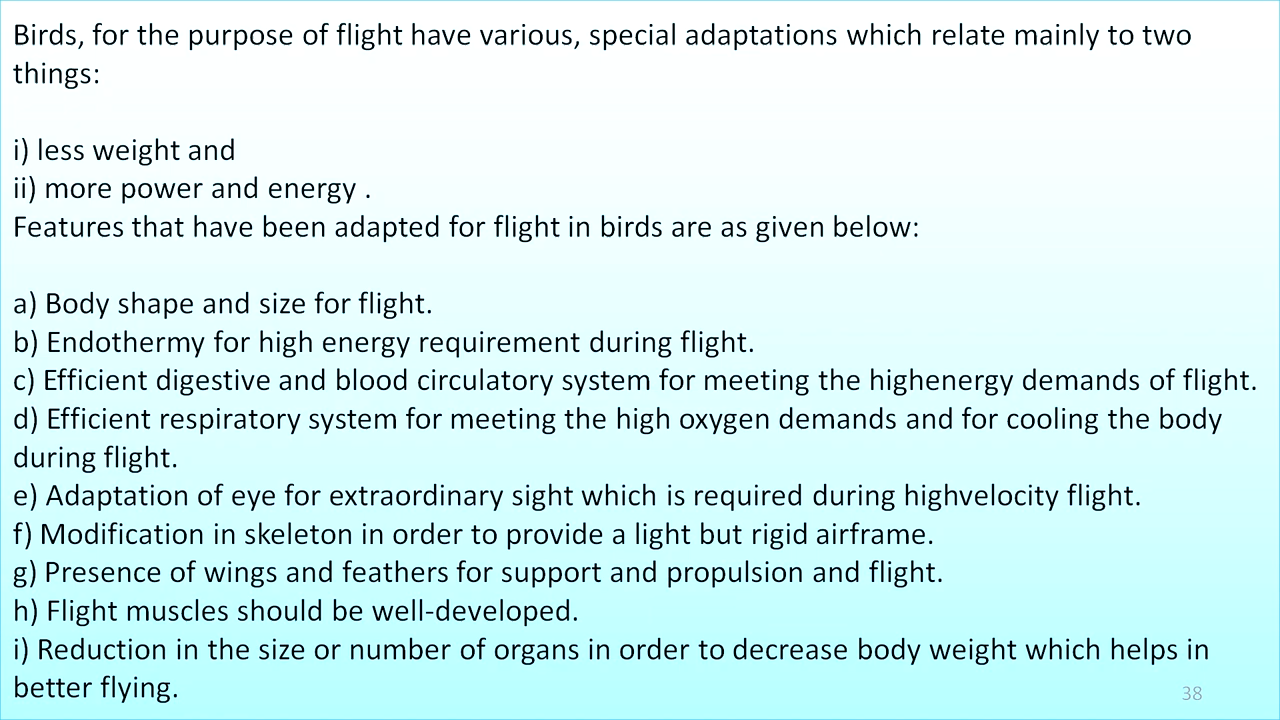 Birds, for the purpose of flight have various, special adaptations which relate mainly to two
things:
i) less weight and
ii) more power and energy .
Features that have been adapted for flight in birds are as given below:
a) Body shape and size for flight.
b) Endothermy for high energy requirement during flight.
c) Efficient digestive and blood circulatory system for meeting the highenergy demands of flight.
d) Efficient respiratory system for meeting the high oxygen demands and for cooling the body
during flight.
e) Adaptation of eye for extraordinary sight which is required during highvelocity flight.
f) Modification in skeleton in order to provide a light but rigid airframe.
g) Presence of wings and feathers for support and propulsion and flight.
h) Flight muscles should be well-developed.
i) Reduction in the size or number of organs in order to decrease body weight which helps in
better flying.
38